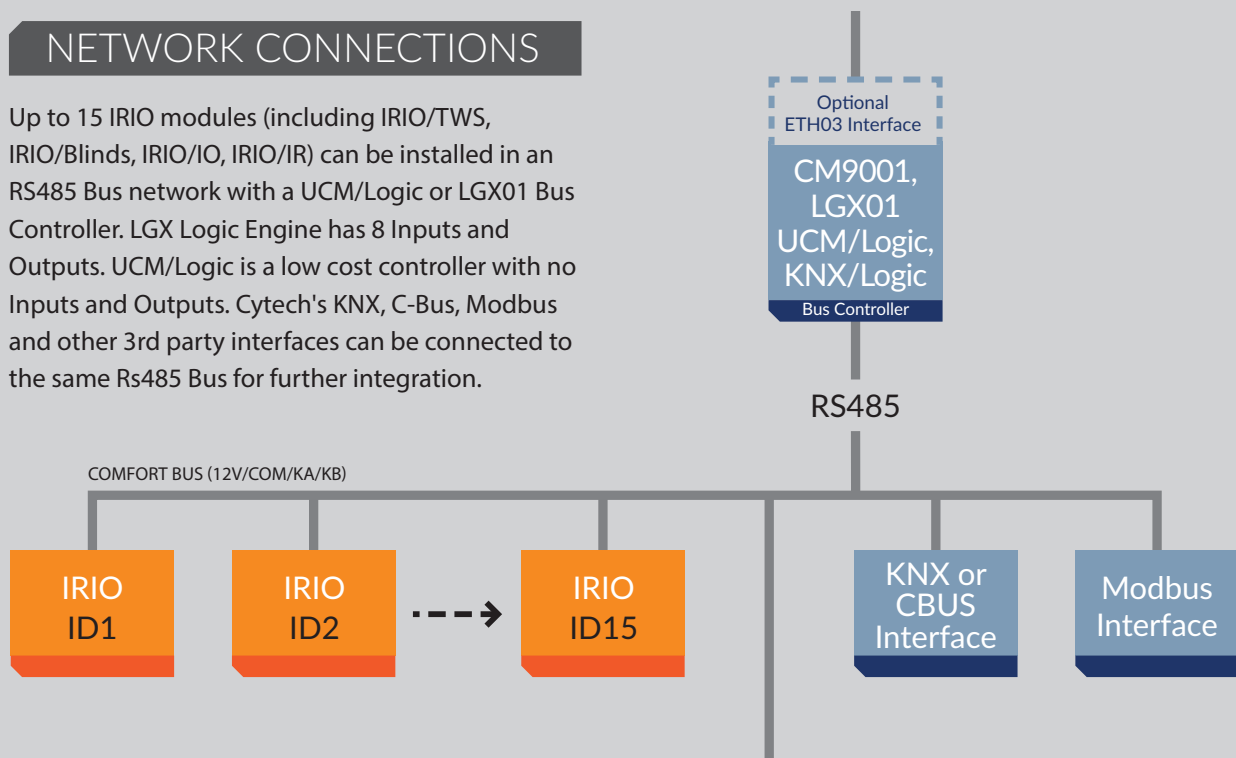 NETWORK CONNECTIONS
Up to 15 IRIO modules (including IRIO/TWS,
IRIO/Blinds, IRIO/IO, IRIO/IR) can be installed in an
RS485 Bus network with a UCM/Logic or LGX01 Bus
Controller. LGX Logic Engine has 8 Inputs and
Outputs. UCM/Logic is a low cost controller with no
Inputs and Outputs. Cytech's KNX, C-Bus, Modbus
and other 3rd party interfaces can be connected to
the same Rs485 Bus for further integration.
Optional
ETH03 Interface
CM9001,
LGX01
UCM/Logic,
KNX/Logic
Bus Controller
RS485
COMFORT BUS (12V/COM/KA/KB)
IRIO
ID1
IRIO
ID2
IRIO
ID15
KNX or
CBUS
Interface
Modbus
Interface